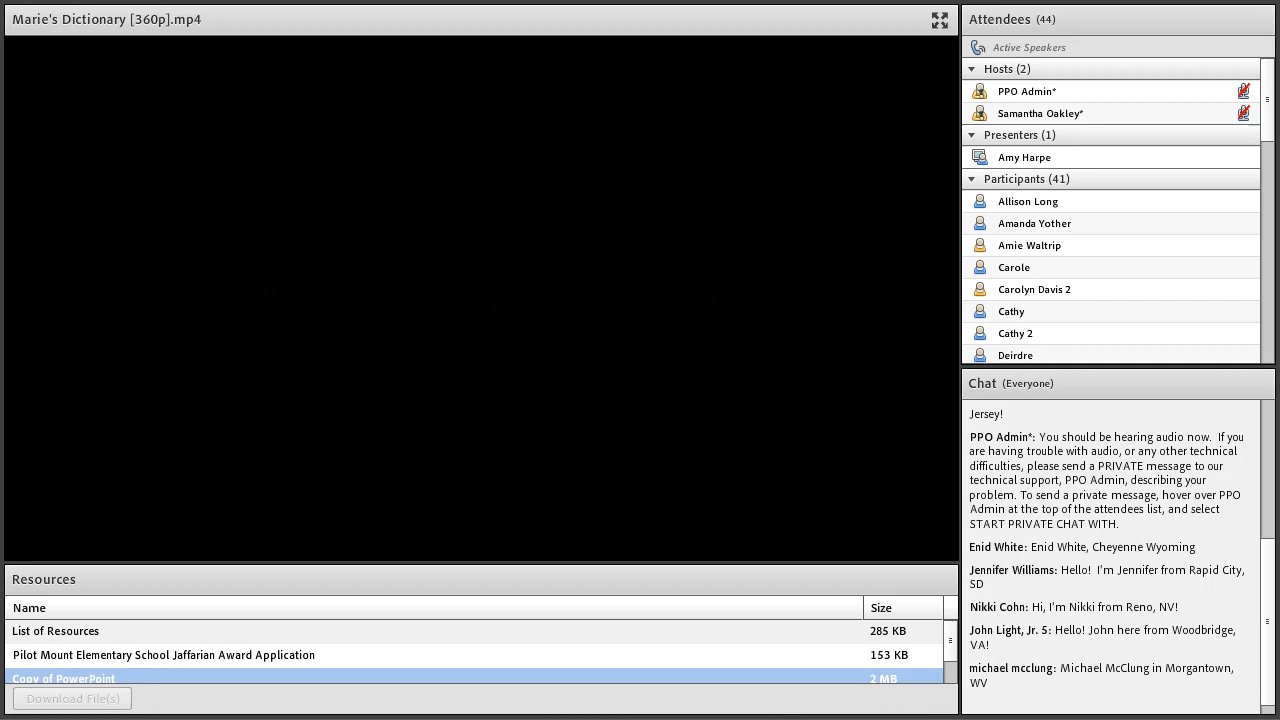 Marie's Dictionary [360p].mp4
Attendees (44)
Active Speakers
Hosts (2)
PPO Admin*
Samantha Oakley*
Presenters (1)
Amy Harpe
Participants (41)
Allison Long
Amanda Yother
Amie Waltrip
Carole
Carolyn Davis 2
Cathy
Cathy 2
Deirdre
Chat (Everyone)
Jersey!
PPO Admin*: You should be hearing audio now. If you
are having trouble with audio, or any other technical
difficulties, please send a PRIVATE message to our
technical support, PPO Admin, describing your
problem. To send a private message, hover over PPO
Admin at the top of the attendees list, and select
START PRIVATE CHAT WITH.
Enid White: Enid White, Cheyenne Wyoming
Jennifer Williams: Hello! I'm Jennifer from Rapid City,
SD
Nikki Cohn: Hi, I'm Nikki from Reno, NV!
John Light, Jr. 5: Hello! John here from Woodbridge,
VA!
michael mcclung: Michael McClung in Morgantown,
WV
Resources
Name Size
List of Resources 285 KB
Pilot Mount Elementary School Jaffarian Award Application 153 KB
Copy of PowerPoint 2 MB
Download File(s)